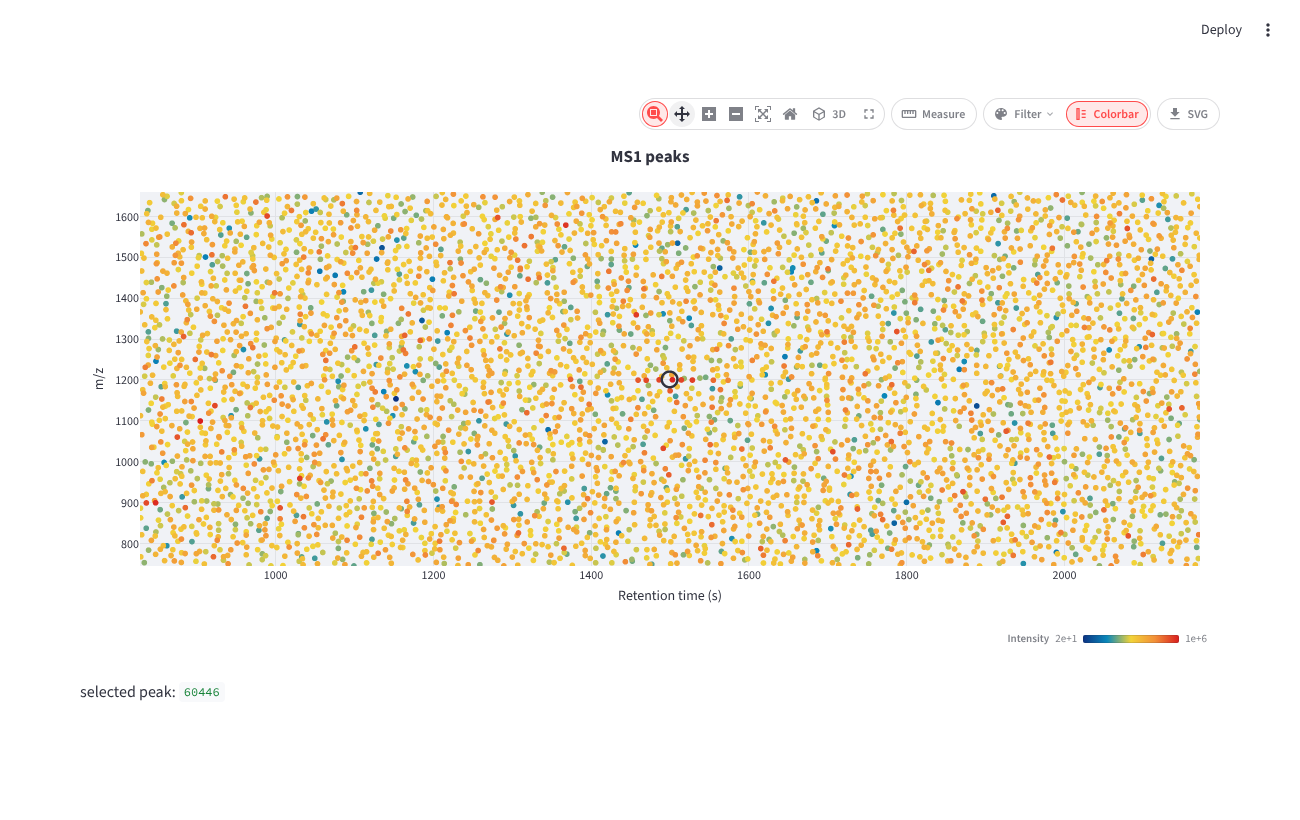 Deploy
3D
Measure
Filter
Colorbar
SVG
MS1 peaks
1600
1500
1400
1300
1200
1100
1000
900
800
m/z
1000 1200 1400 1600 1800 2000
Retention time (s)
Intensity 2e+1 1e+6
selected peak: 60446